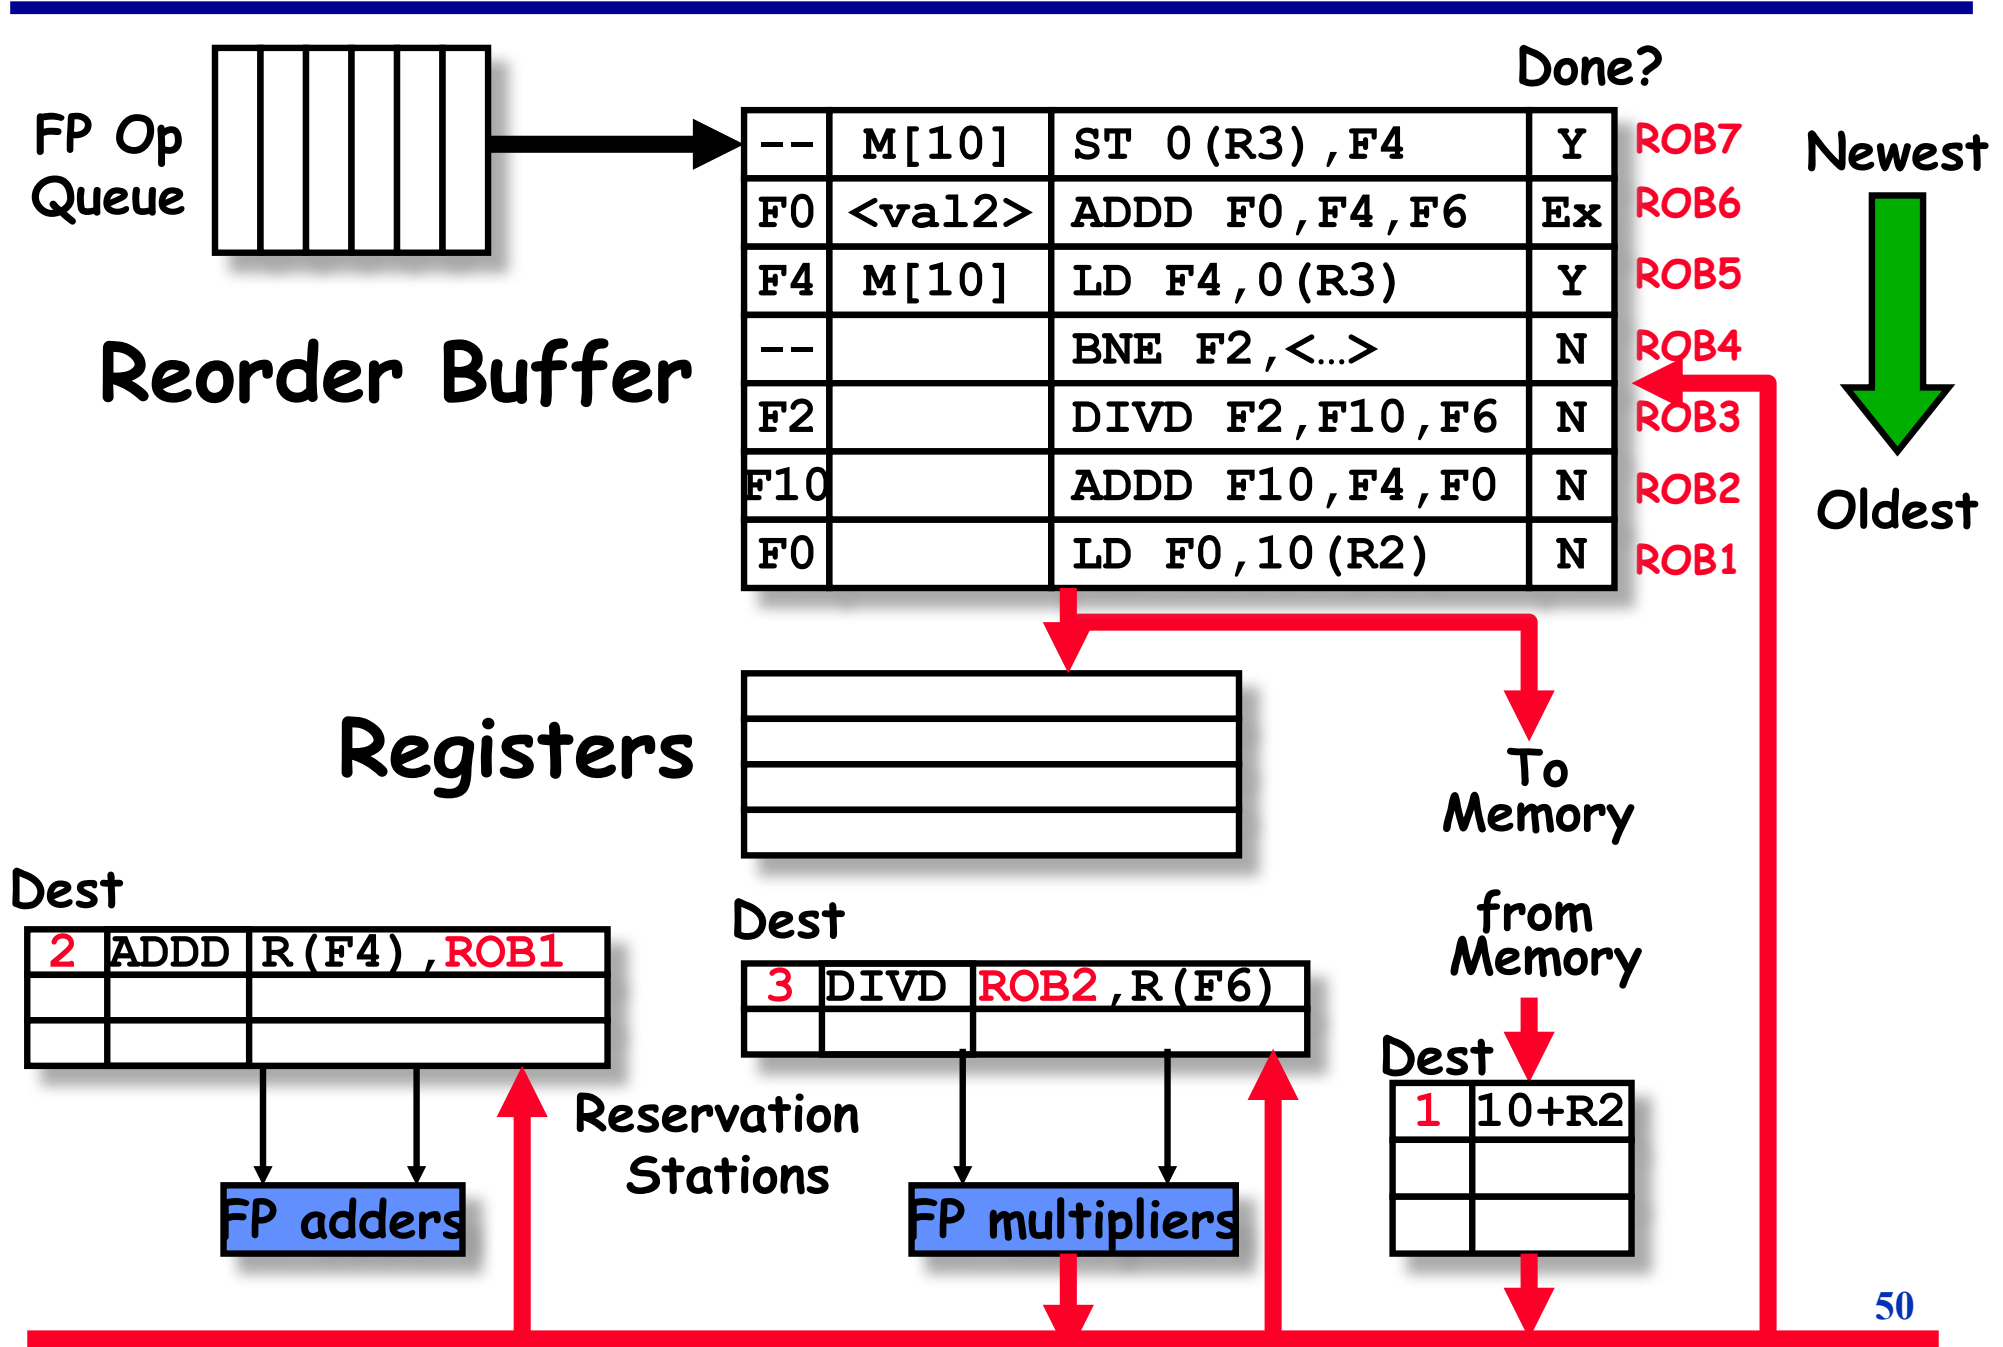 Done?
FP Op
Queue
-- M[10] ST 0(R3),F4 Y ROB7
F0 <val2> ADDD F0,F4,F6 Ex ROB6
F4 M[10] LD F4,0(R3) Y ROB5
-- BNE F2,<…> N ROB4
F2 DIVD F2,F10,F6 N ROB3
F10 ADDD F10,F4,F0 N ROB2
F0 LD F0,10(R2) N ROB1
Newest
Oldest
Reorder Buffer
Registers
To
Memory
from
Memory
Dest
2 ADDD R(F4),ROB1
Dest
3 DIVD ROB2,R(F6)
Dest
1 10+R2
Reservation
Stations
FP adders
FP multipliers
50